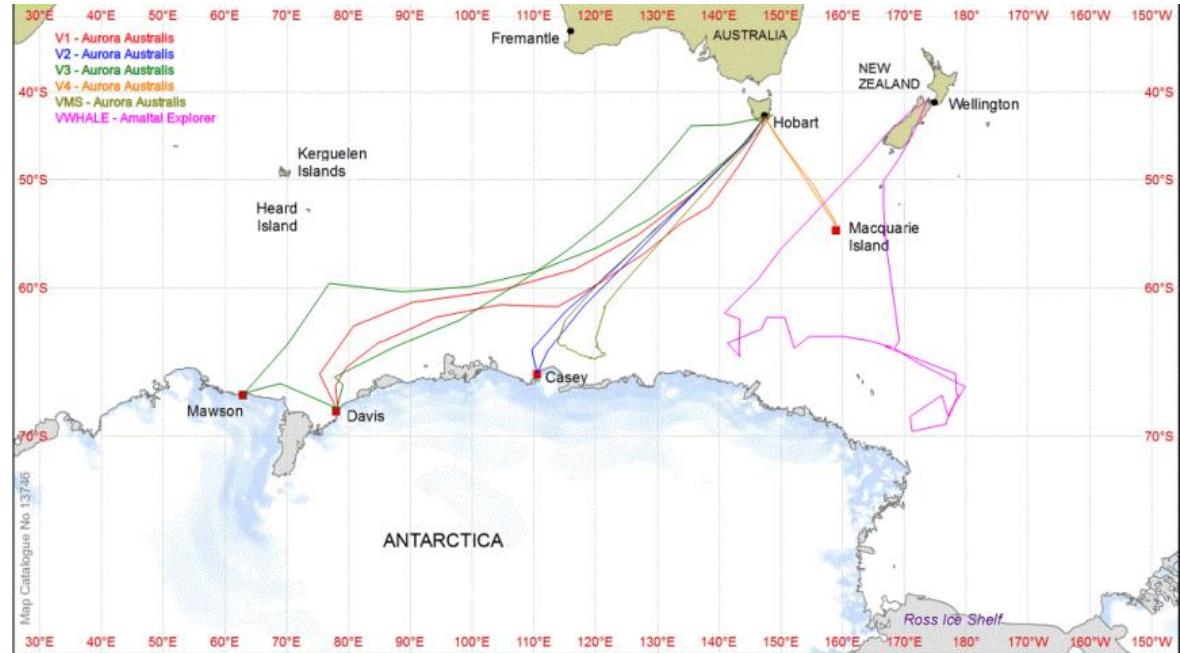 30°E 40°E 50°E 60°E 70°E 80°E 90°E 100°E 110°E 120°E 130°E 140°E 150°E 160°E 170°E 180°E 170°W 160°W 150°W
V1 - Aurora Australis
V2 - Aurora Australis
V3 - Aurora Australis
V4 - Aurora Australis
VMS - Aurora Australis
VWHALE - Amaltal Explorer
Fremantle
AUSTRALIA
NEW
ZEALAND
40°S
40°S
Wellington
Hobart
Kerguelen
Islands
50°S
50°S
Heard
Island
Macquarie
Island
60°S
60°S
Casey
Mawson
Davis
70°S
70°S
ANTARCTICA
Map Catalogue No 13746
Ross Ice Shelf
30°E 40°E 50°E 60°E 70°E 80°E 90°E 100°E 110°E 120°E 130°E 140°E 150°E 160°E 170°E 180°E 170°W 160°W 150°W